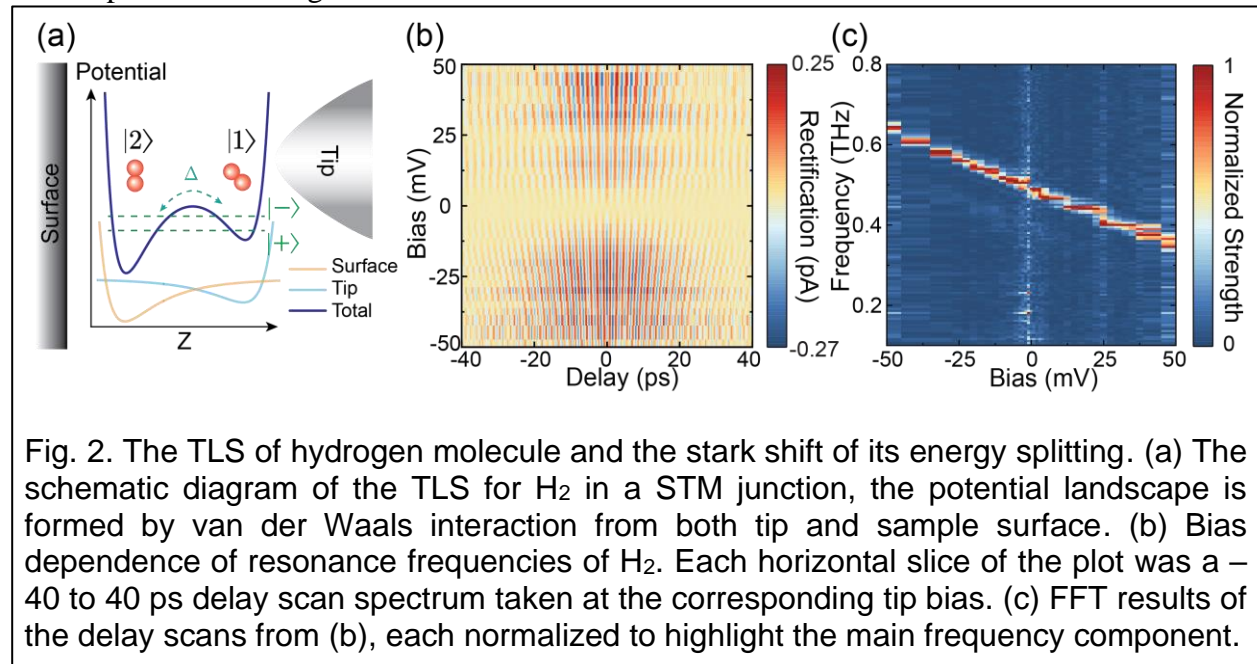 (a)
Potential
Surface
|2⟩
|1⟩
Δ
|−⟩
|+⟩
Tip
Surface
Tip
Total
Z
(b)
50
25
0
-25
-50
Bias (mV)
-40 -20 0 20 40
Delay (ps)
0.25
Rectification (pA)
-0.27
(c)
0.8
0.6
0.4
0.2
Frequency (THz)
-50 -25 0 25 50
Bias (mV)
1
Normalized Strength
0
Fig. 2. The TLS of hydrogen molecule and the stark shift of its energy splitting. (a) The
schematic diagram of the TLS for H₂ in a STM junction, the potential landscape is
formed by van der Waals interaction from both tip and sample surface. (b) Bias
dependence of resonance frequencies of H₂. Each horizontal slice of the plot was a –
40 to 40 ps delay scan spectrum taken at the corresponding tip bias. (c) FFT results of
the delay scans from (b), each normalized to highlight the main frequency component.